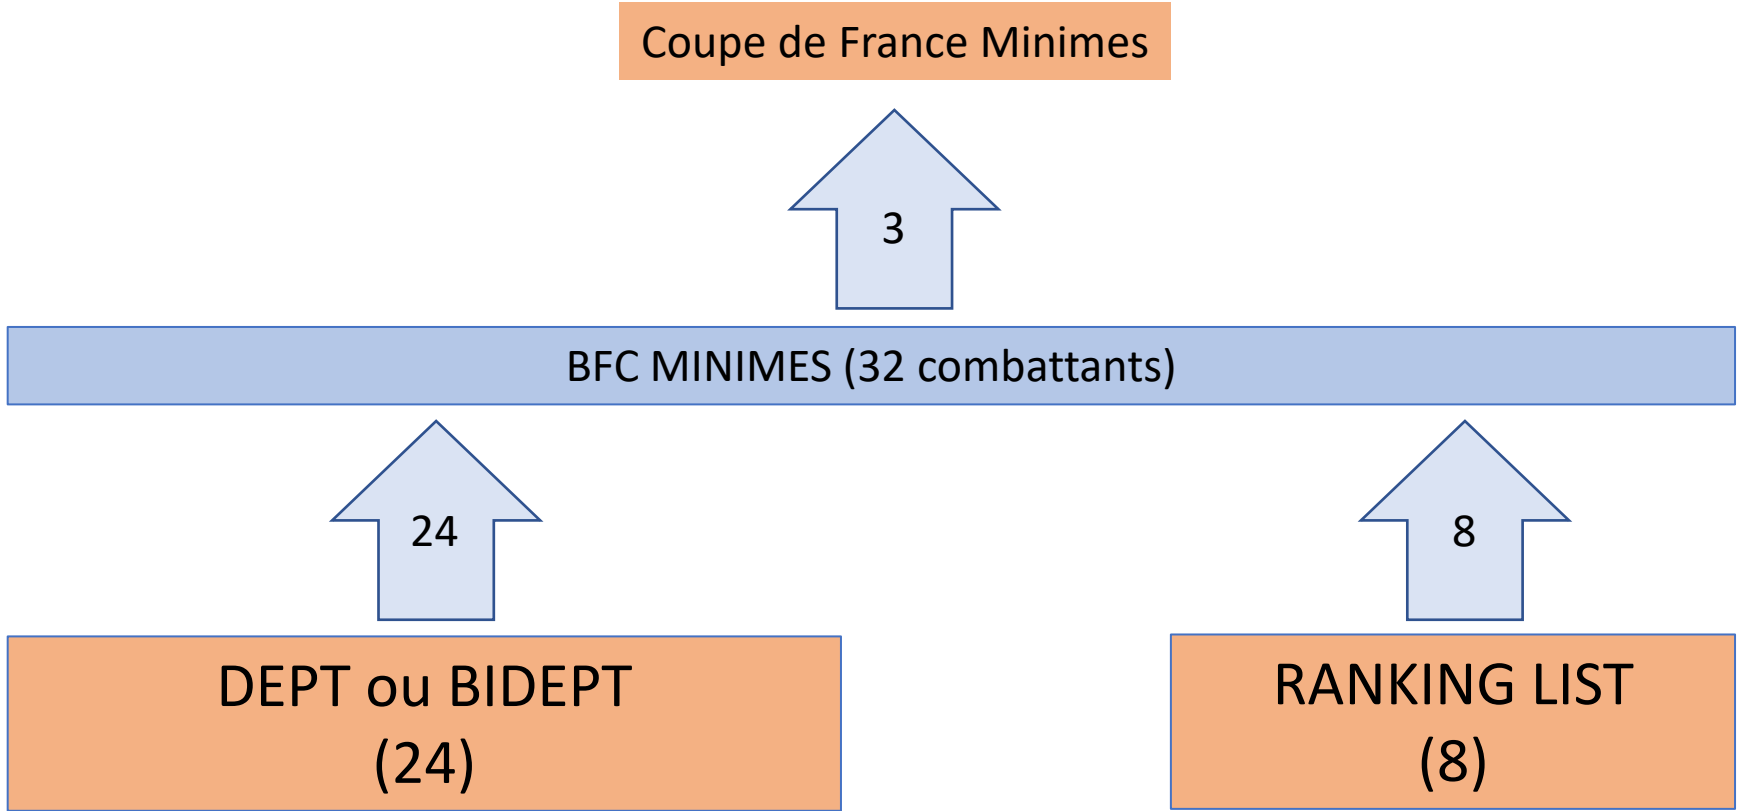 Coupe de France Minimes
3
BFC MINIMES (32 combattants)
24
8
DEPT ou BIDEPT
(24)
RANKING LIST
(8)